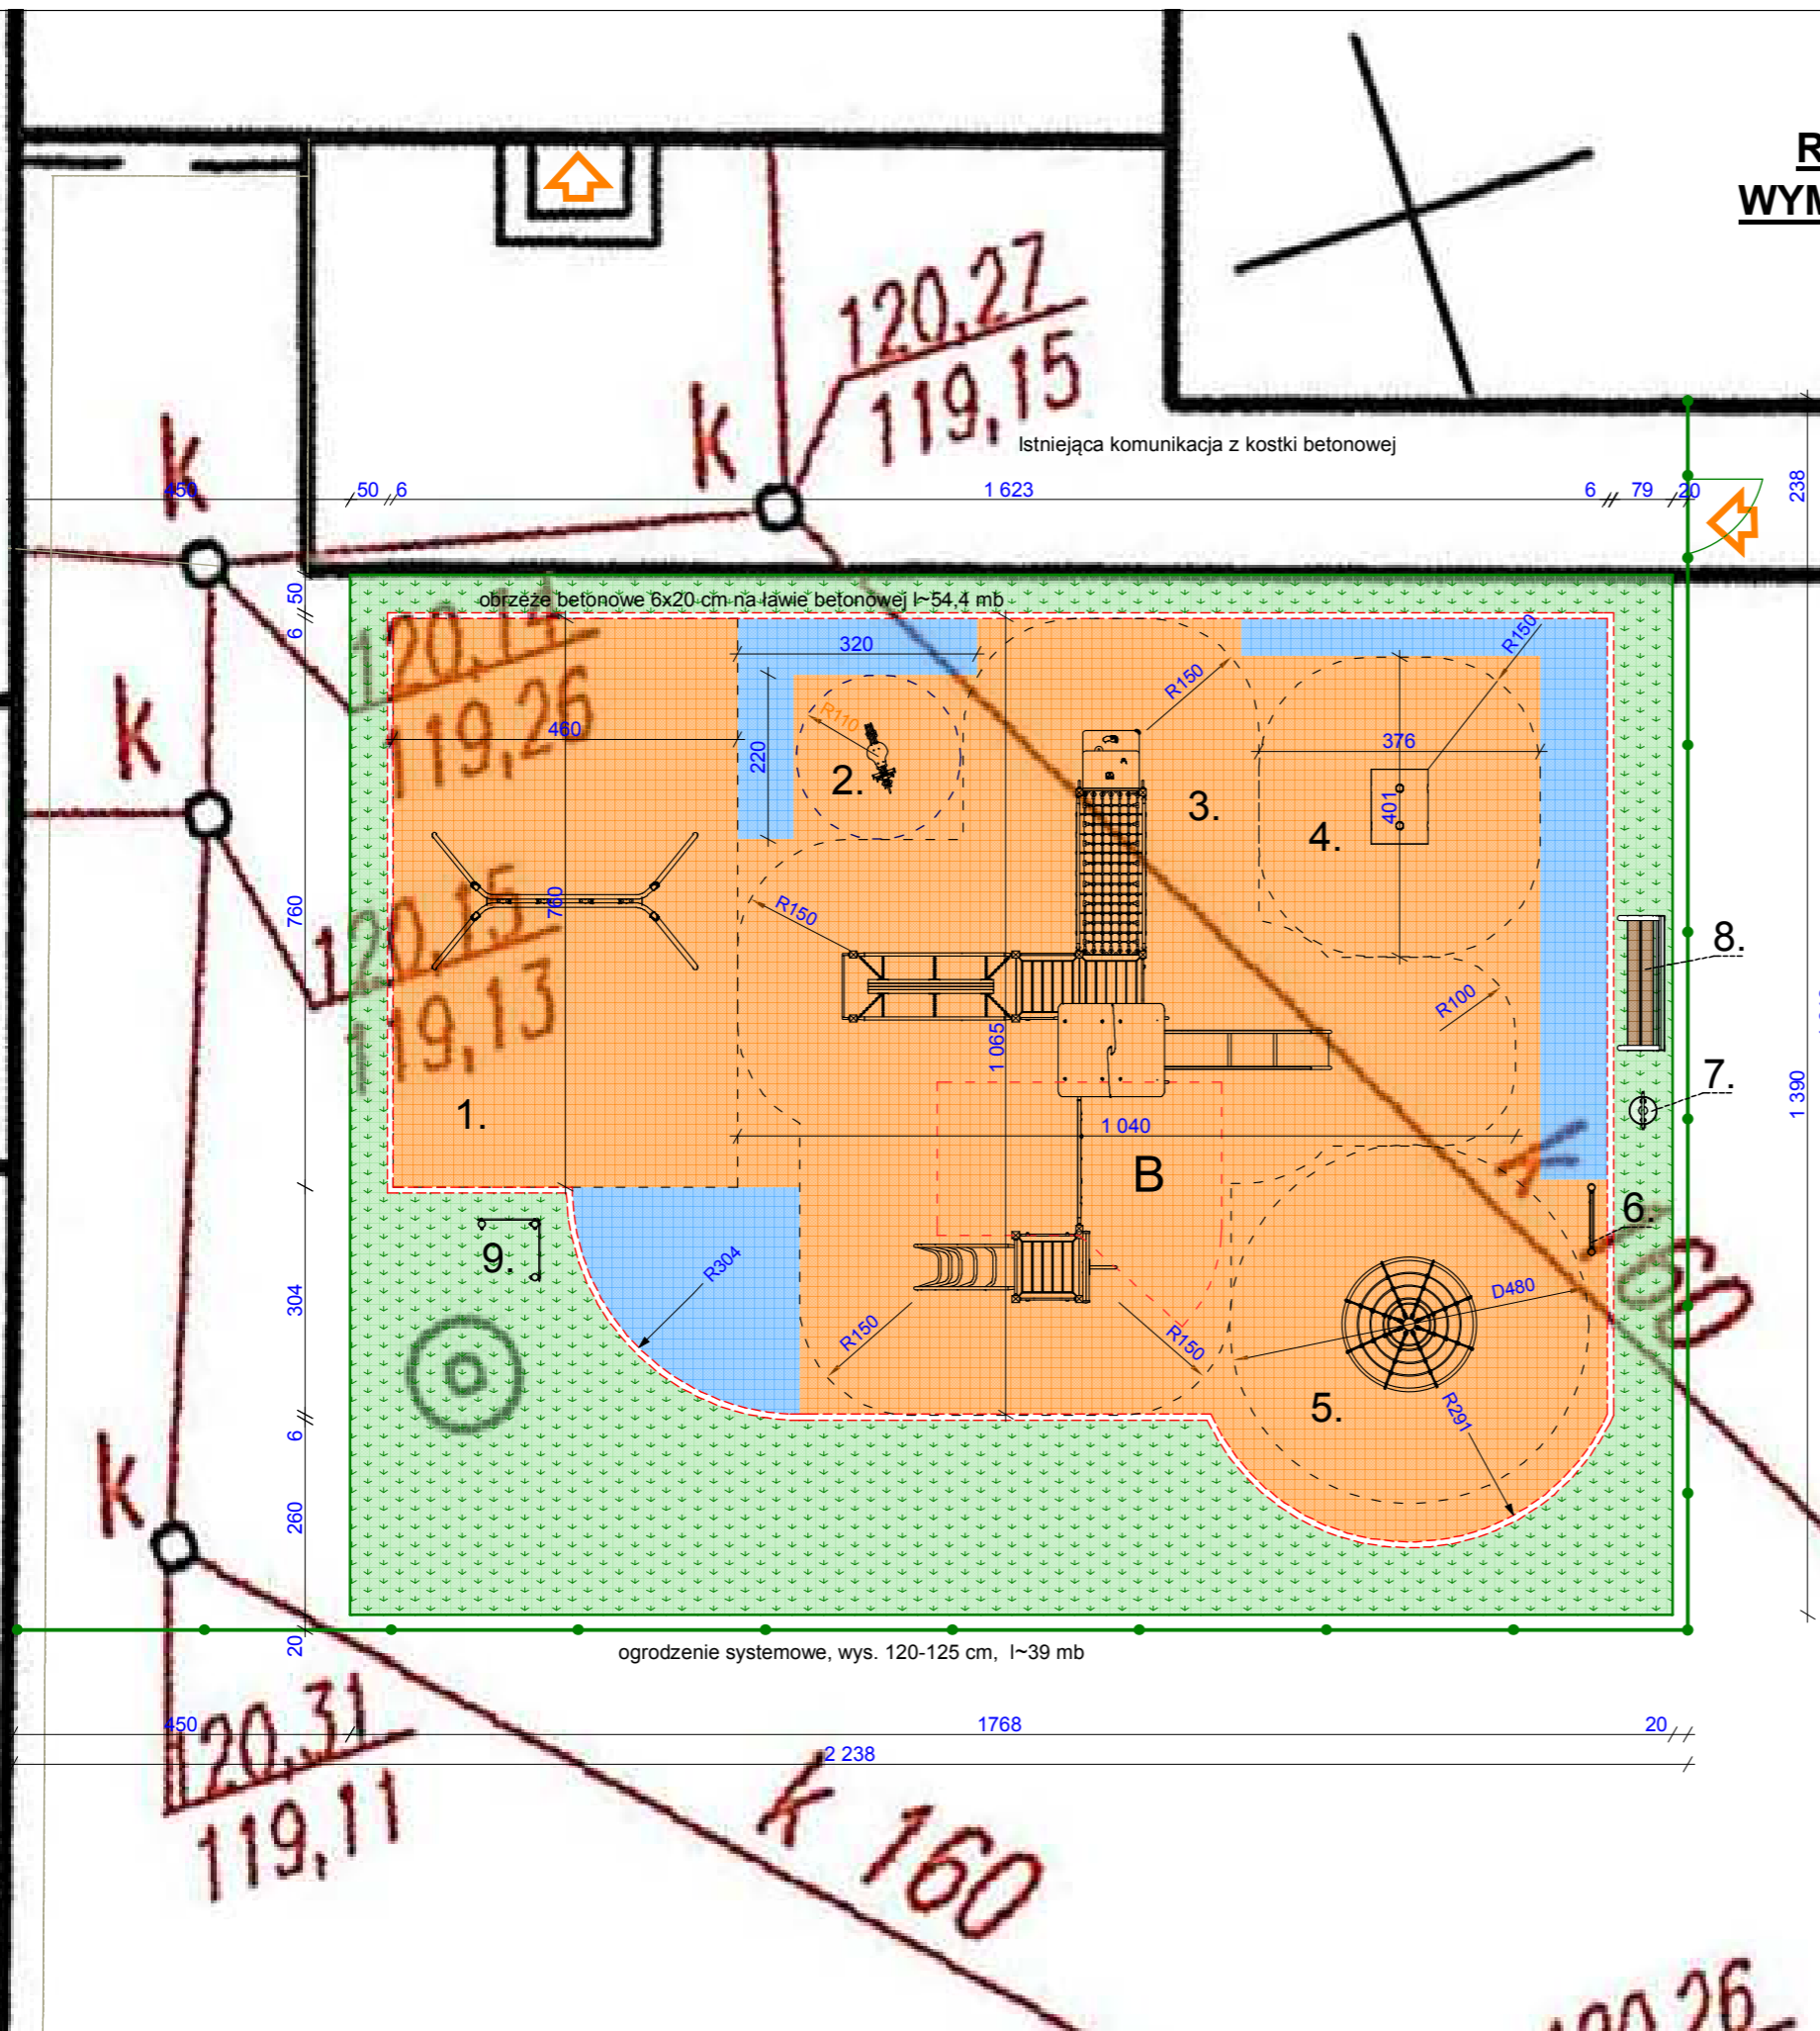 R
WYM
120,27
119,15
k
k
Istniejąca komunikacja z kostki betonowej
450
50
6
1 623
6
79
20
238
50
6
obrzeże betonowe 6x20 cm na ławie betonowej l~54,4 mb
120,14
119,26
320
R150
R150
k
R110
460
220
2.
376
401
3.
4.
760
760
R150
120,15
119,13
8.
R100
1 065
7.
1.
1 040
1 390
B
k 160
6.
9.
R304
304
D480
R150
R150
5.
R291
6
k
260
20
ogrodzenie systemowe, wys. 120-125 cm, l~39 mb
120,31
119,11
450
1768
20
2 238
k 160